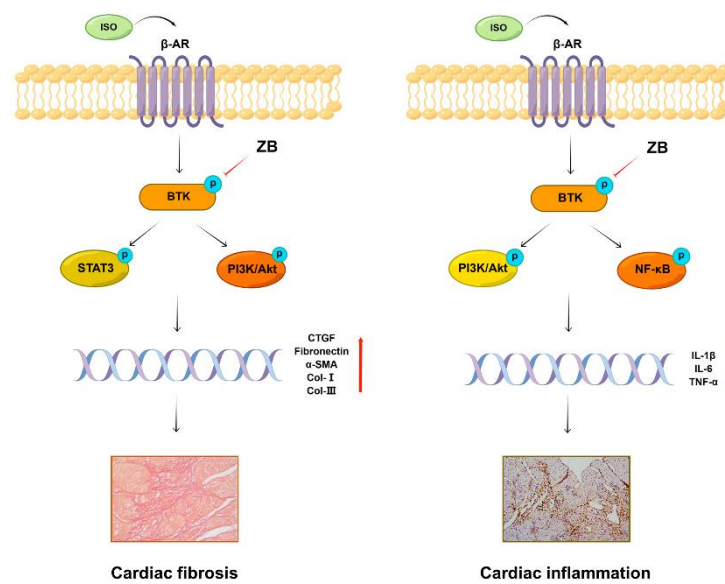 ISO
β-AR
ZB
P
BTK
P
STAT3
P
PI3K/Akt
CTGF
Fibronectin
α-SMA
Col-Ⅰ
Col-Ⅲ
Cardiac fibrosis
ISO
β-AR
ZB
P
BTK
P
PI3K/Akt
P
NF-κB
IL-1β
IL-6
TNF-α
Cardiac inflammation